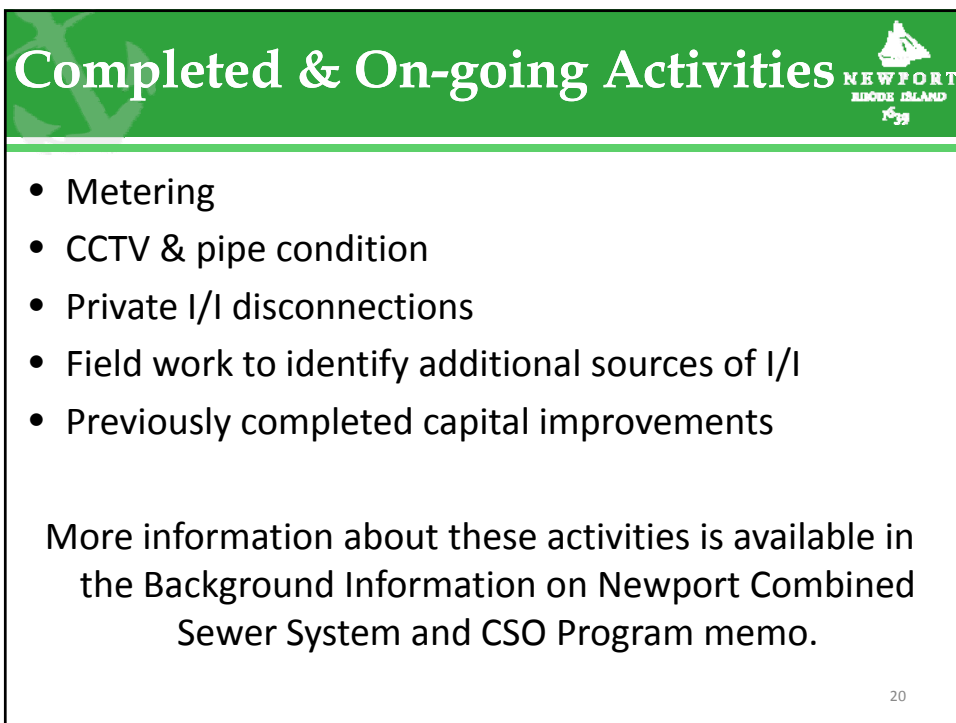 Completed & On-going Activities
NEWPORT
RHODE ISLAND
1639
• Metering
• CCTV & pipe condition
• Private I/I disconnections
• Field work to identify additional sources of I/I
• Previously completed capital improvements
More information about these activities is available in
the Background Information on Newport Combined
Sewer System and CSO Program memo.
20